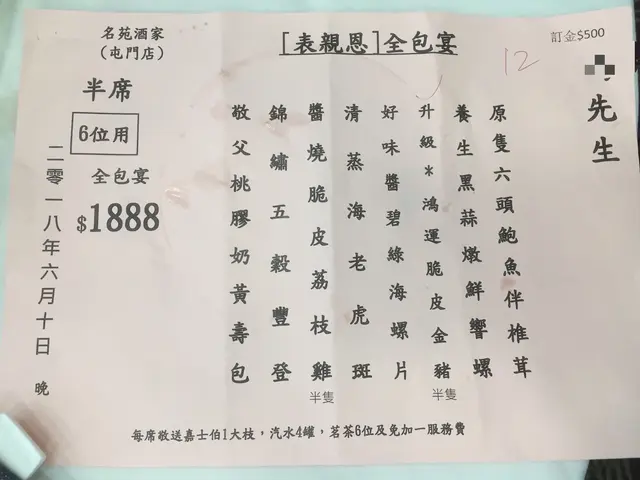 訂金$500
先生
[表親恩]全包宴
12
原隻六頭鮑魚伴椎茸
養生黑蒜燉鮮響螺
升級*鴻運脆皮金豬
半隻
好味醬碧綠海螺片
清蒸海老虎斑
醬燒脆皮荔枝雞
半隻
錦繡五穀豐登
敬父桃膠奶黃壽包
名苑酒家
(屯門店)
半席
6位用
全包宴
$1888
二零一八年六月十日 晚
每席敬送嘉士伯1大枝，汽水4罐，茗茶6位及免加一服務費